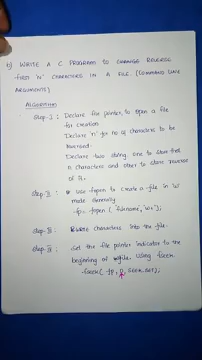 b) WRITE A C PROGRAM TO CHANGE REVERSE
FIRST 'N' CHARACTERS IN A FILE. (COMMAND LINE
ARGUMENTS)
ALGORITHM
Step-I: Declare file pointer, to open a file
for creation
Declare 'n' for no of characters to be
reversed.
Declare two string, one to store first
n characters and other to store reverse
of it.
Step II: use fopen to create a file in 'w'
mode generally
fp = fopen ( "filename", "w+");
Step-III: Write characters into the file.
Step IV: Set the file pointer indicator to the
beginning of file using fseek.
fseek( fp, 0, SEEK_SET);